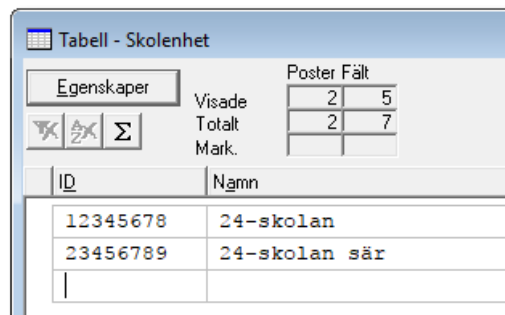 Tabell - Skolenhet
Egenskaper
Poster Fält
Visade 2 5
Totalt 2 7
Mark.
Σ
ID Namn
12345678 24-skolan
23456789 24-skolan sär